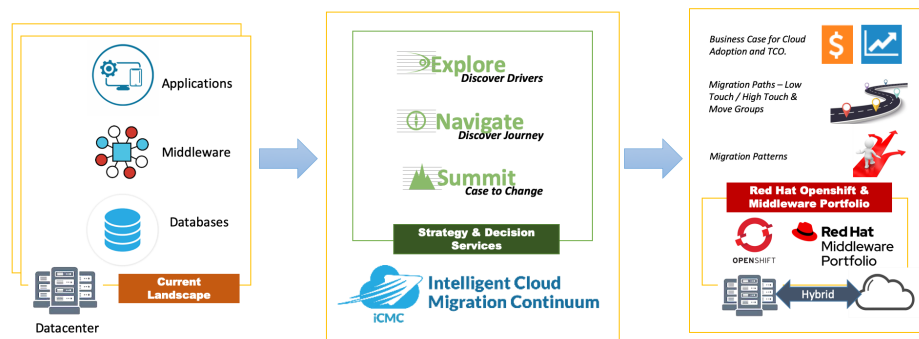 Applications
Middleware
Databases
Current
Landscape
Datacenter
Explore
Discover Drivers
Navigate
Discover Journey
Summit
Case to Change
Strategy & Decision
Services
iCMC
Intelligent Cloud
Migration Continuum
Business Case for Cloud
Adoption and TCO.
$
Migration Paths – Low
Touch / High Touch &
Move Groups
Migration Patterns
Red Hat Openshift &
Middleware Portfolio
OPENSHIFT
Red Hat
Middleware
Portfolio
Hybrid